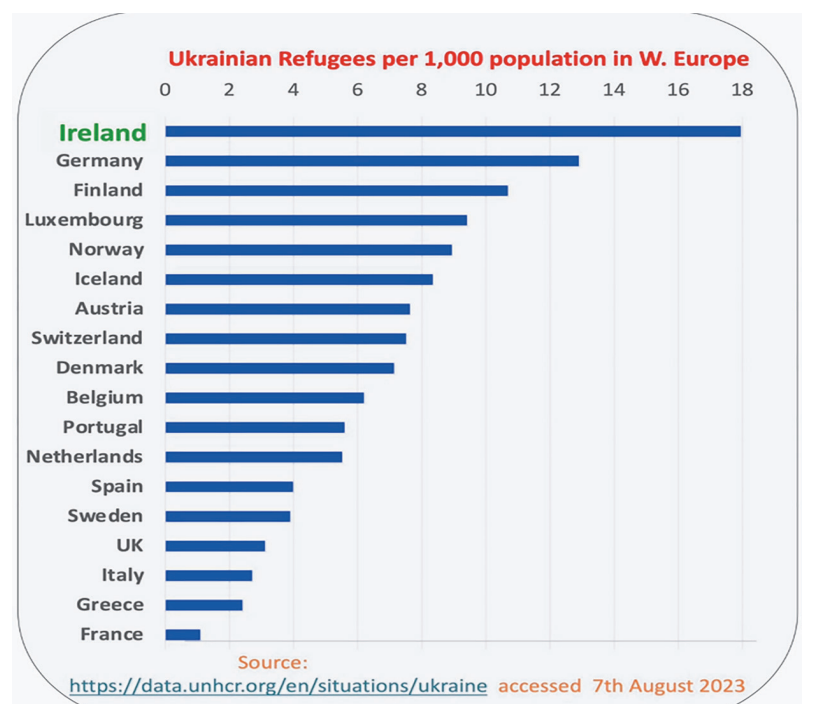 Ukrainian Refugees per 1,000 population in W. Europe
0 2 4 6 8 10 12 14 16 18
Ireland
Germany
Finland
Luxembourg
Norway
Iceland
Austria
Switzerland
Denmark
Belgium
Portugal
Netherlands
Spain
Sweden
UK
Italy
Greece
France
Source:
https://data.unhcr.org/en/situations/ukraine accessed 7th August 2023